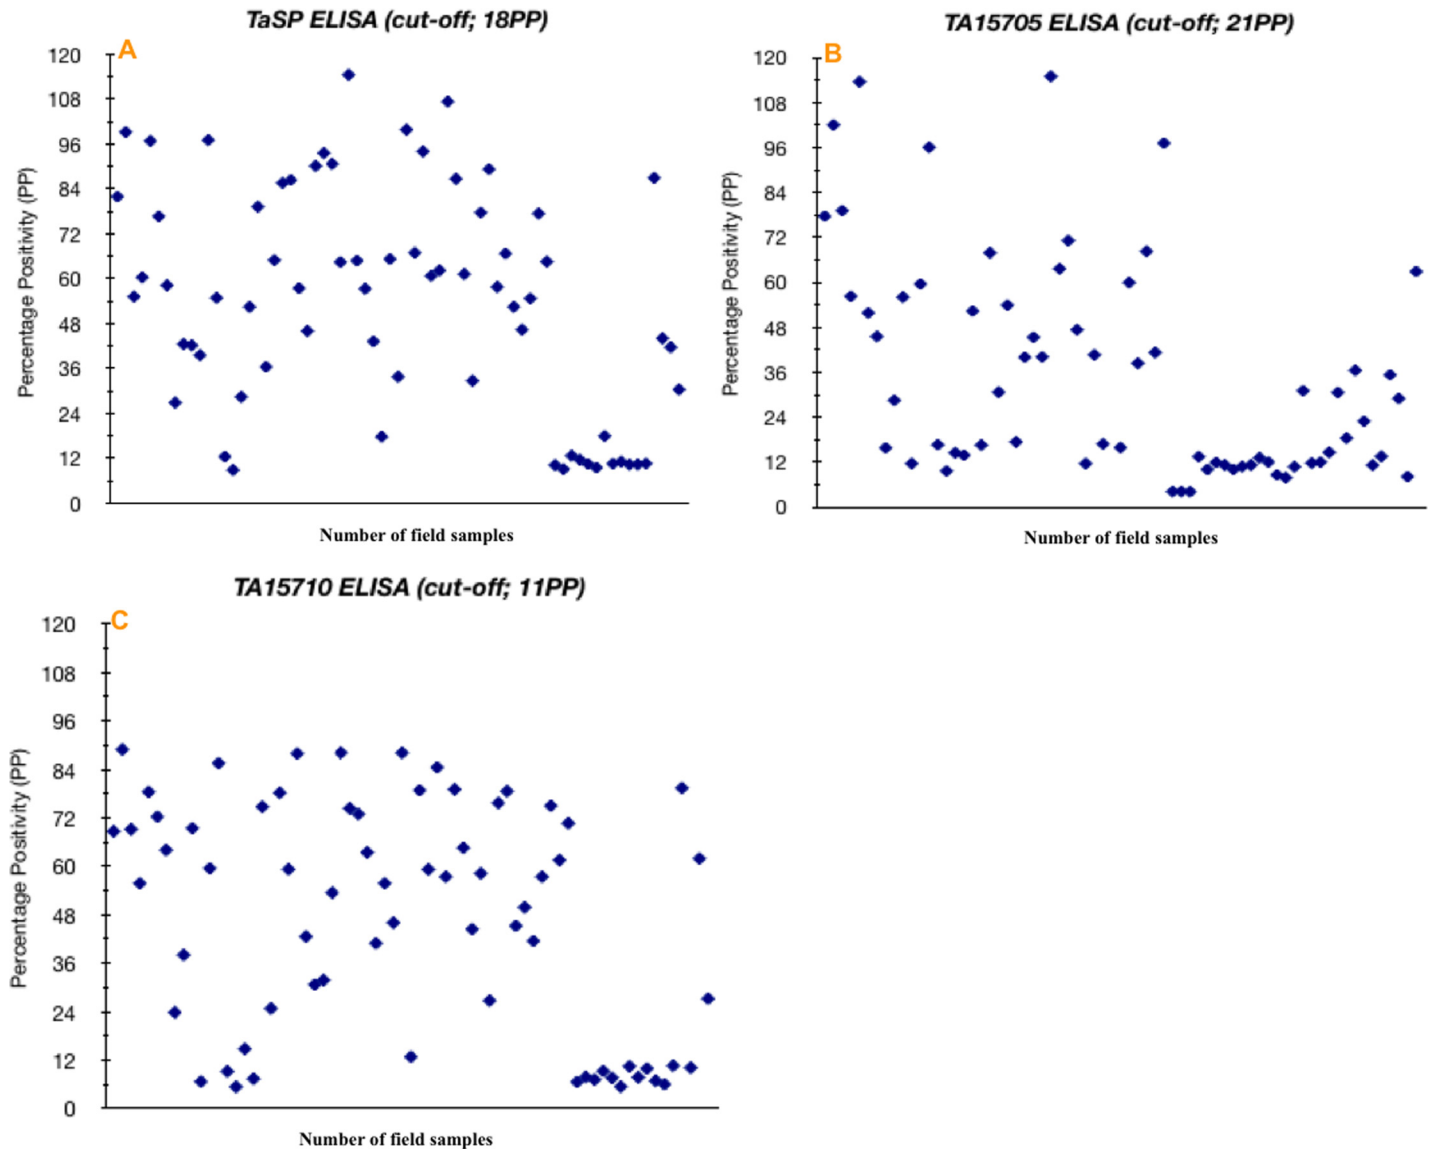 TaSP ELISA (cut-off; 18PP)
A
120
108
96
84
72
60
48
36
24
12
0
Percentage Positivity (PP)
Number of field samples
TA15705 ELISA (cut-off; 21PP)
B
120
108
96
84
72
60
48
36
24
12
0
Percentage Positivity (PP)
Number of field samples
TA15710 ELISA (cut-off; 11PP)
C
120
108
96
84
72
60
48
36
24
12
0
Percentage Positivity (PP)
Number of field samples